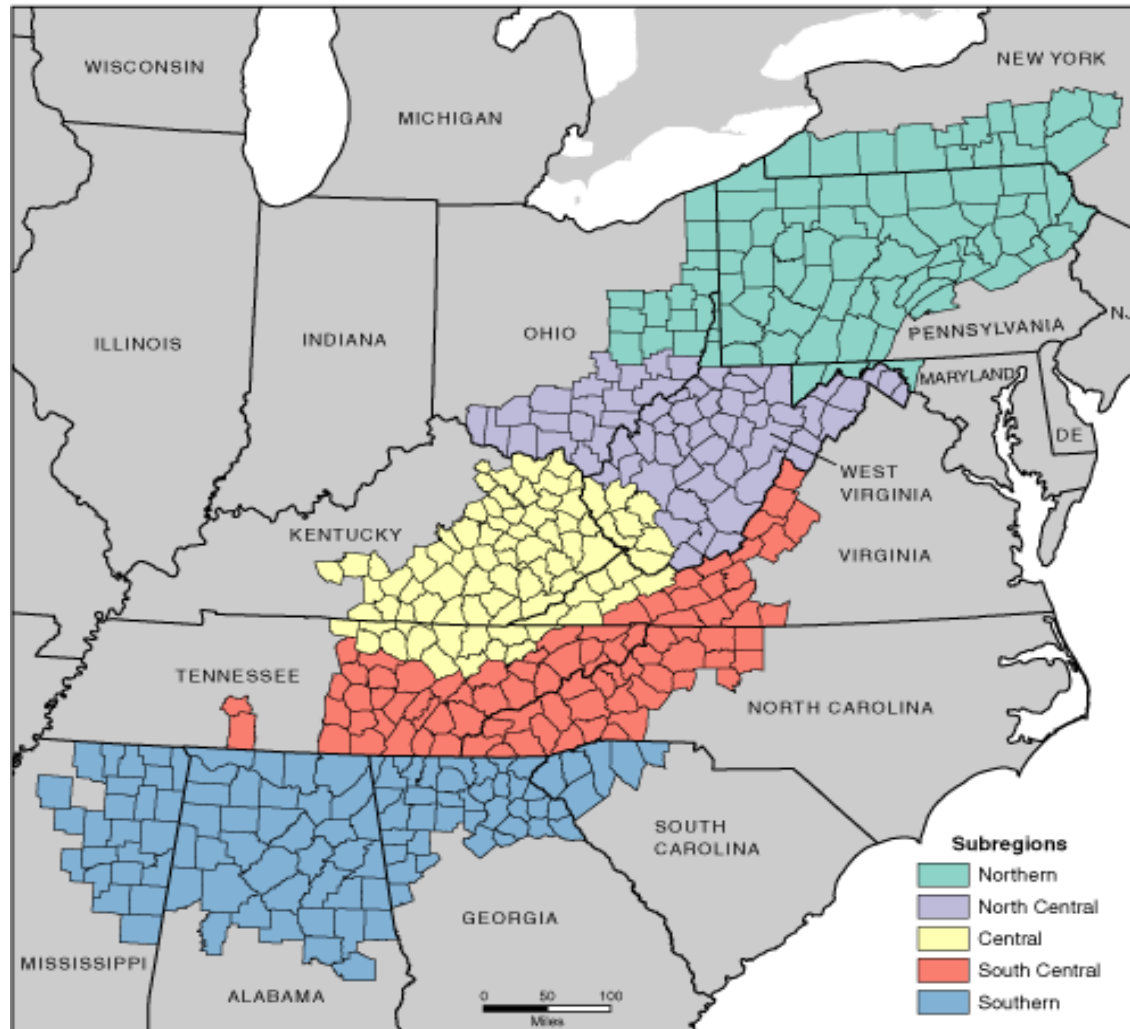 WISCONSIN
NEW YORK
MICHIGAN
ILLINOIS
INDIANA
OHIO
PENNSYLVANIA
NJ
MARYLAND
DE
WEST
VIRGINIA
KENTUCKY
VIRGINIA
TENNESSEE
NORTH CAROLINA
SOUTH
CAROLINA
GEORGIA
MISSISSIPPI
ALABAMA
0 50 100
Miles
Subregions
Northern
North Central
Central
South Central
Southern